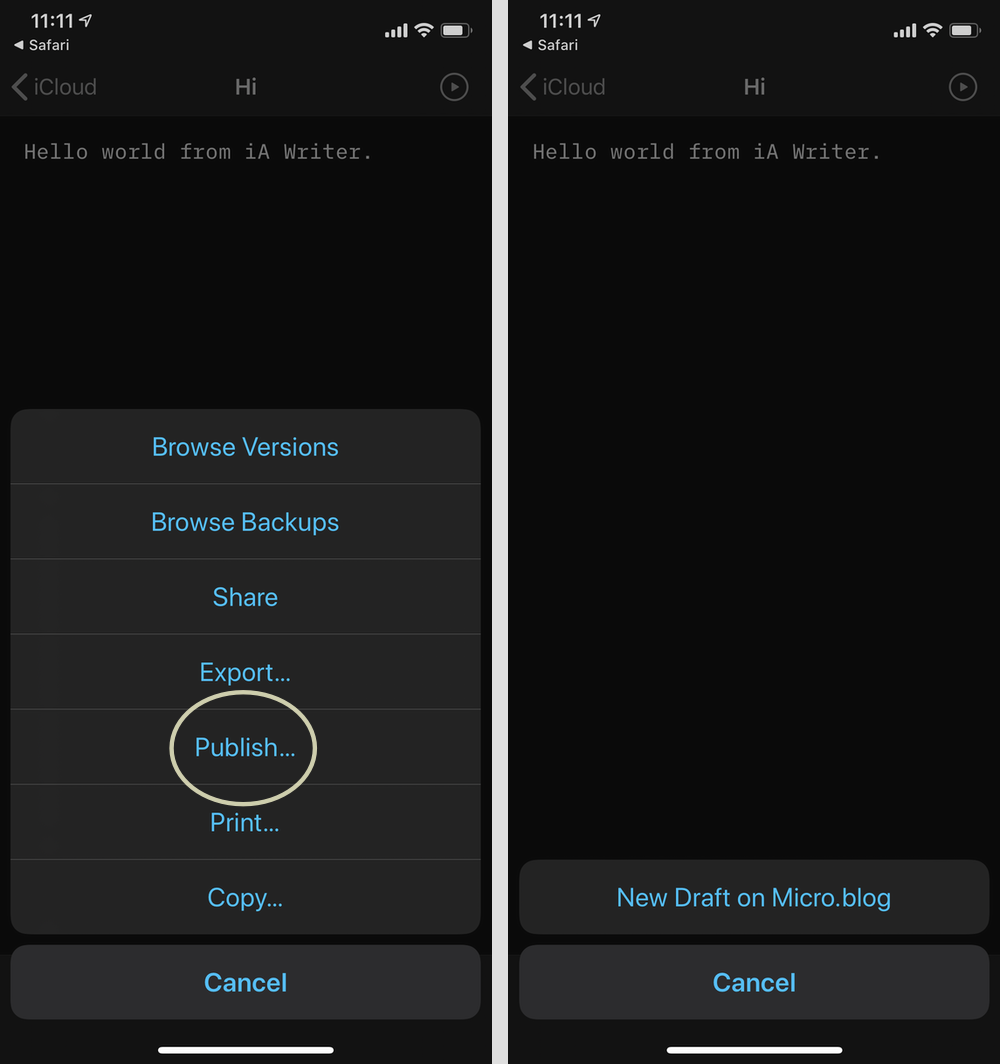 11:11
Safari
iCloud
Hi
Hello world from iA Writer.
Browse Versions
Browse Backups
Share
Export...
Publish...
Print...
Copy...
Cancel
11:11
Safari
iCloud
Hi
Hello world from iA Writer.
New Draft on Micro.blog
Cancel